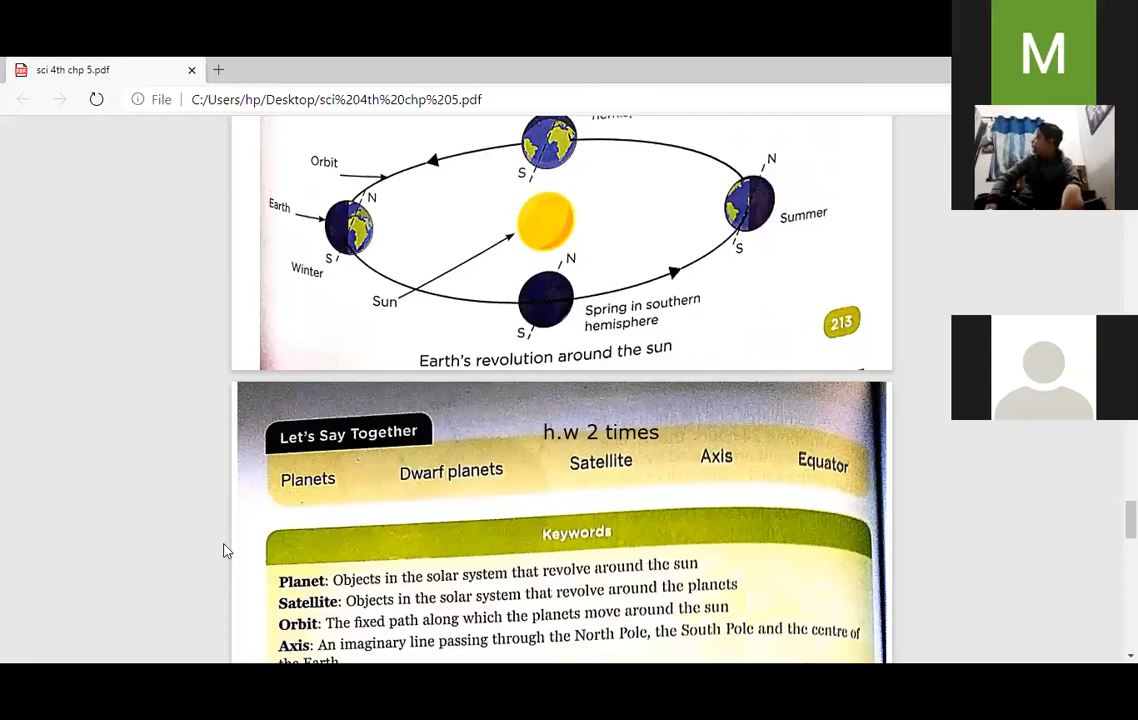 M
sci 4th chp 5.pdf
File
C:/Users/hp/Desktop/sci%204th%20chp%205.pdf
Orbit
S
N
N
Earth
Summer
S
S
Winter
N
Sun
Spring in southern
hemisphere
S
213
Earth's revolution around the sun
Let's Say Together
h.w 2 times
Planets
Dwarf planets
Satellite
Axis
Equator
Keywords
Planet: Objects in the solar system that revolve around the sun
Satellite: Objects in the solar system that revolve around the planets
Orbit: The fixed path along which the planets move around the sun
Axis: An imaginary line passing through the North Pole, the South Pole and the centre of
the Earth